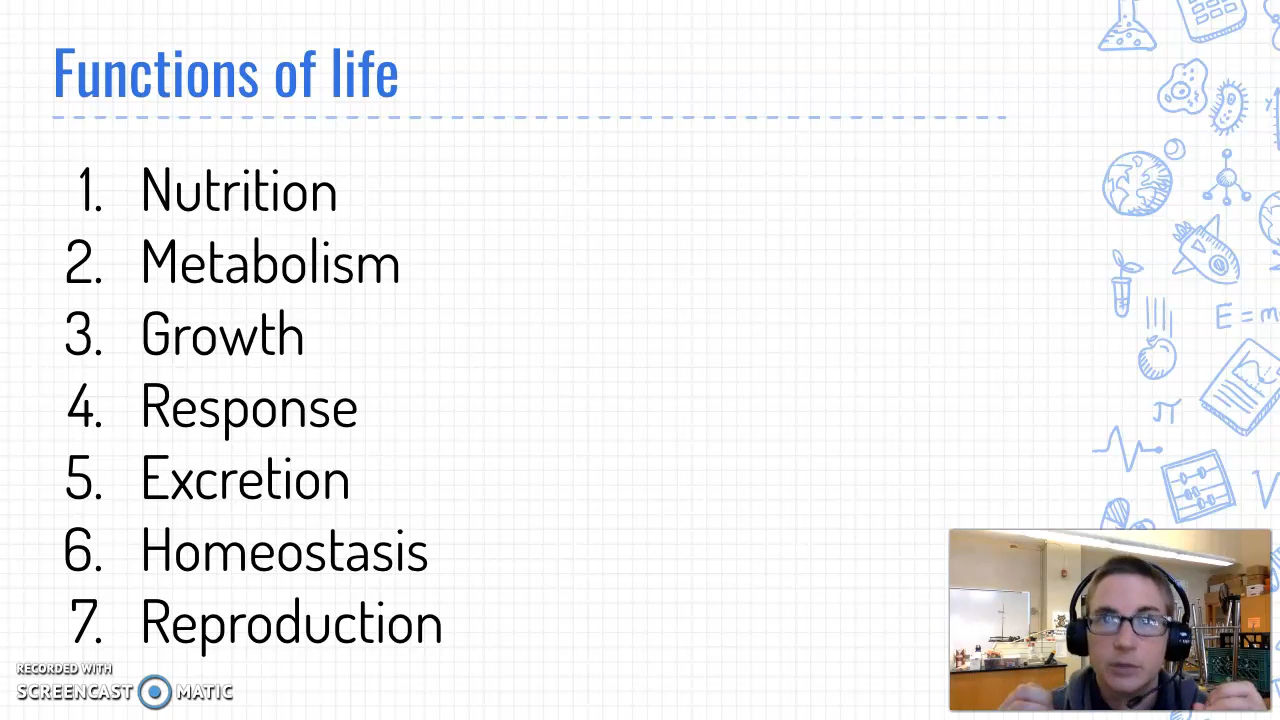 Functions of life
1. Nutrition
2. Metabolism
3. Growth
4. Response
5. Excretion
6. Homeostasis
7. Reproduction
E = m
π
RECORDED WITH
SCREENCAST MATIC